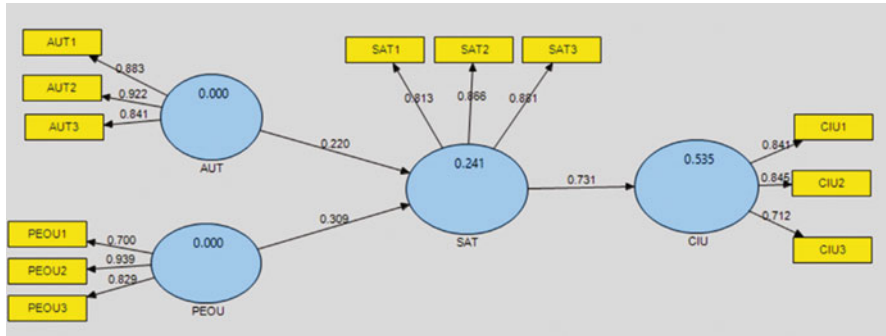 AUT1
0.883
AUT2
0.922
AUT3
0.841
0.000
AUT
0.220
SAT1
SAT2
SAT3
0.813
0.866
0.881
0.241
SAT
0.731
0.535
CIU
0.841
CIU1
0.845
CIU2
0.712
CIU3
PEOU1
0.700
PEOU2
0.939
PEOU3
0.829
0.000
PEOU
0.309